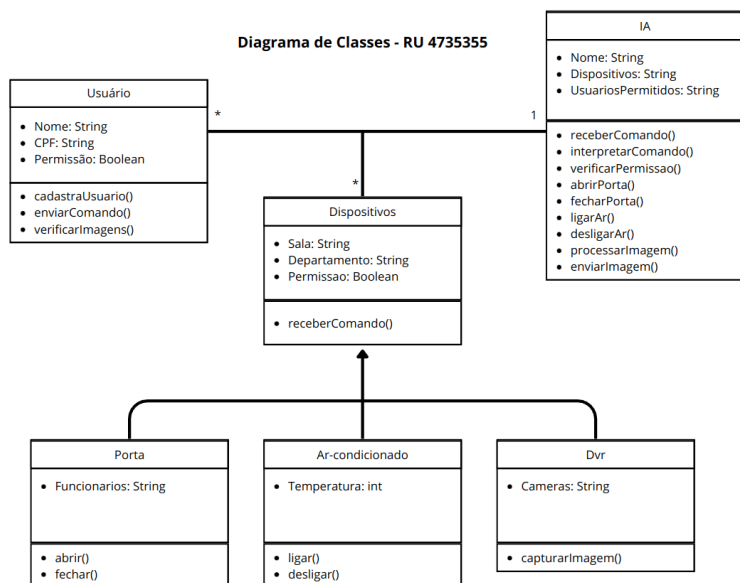 Diagrama de Classes - RU 4735355
IA
• Nome: String
• Dispositivos: String
• UsuariosPermitidos: String
• receberComando()
• interpretarComando()
• verificarPermissao()
• abrirPorta()
• fecharPorta()
• ligarAr()
• desligarAr()
• processarImagem()
• enviarImagem()
Usuário
• Nome: String
• CPF: String
• Permissão: Boolean
• cadastraUsuario()
• enviarComando()
• verificarImagens()
*
1
*
Dispositivos
• Sala: String
• Departamento: String
• Permissao: Boolean
• receberComando()
Porta
• Funcionarios: String
• abrir()
• fechar()
Ar-condicionado
• Temperatura: int
• ligar()
• desligar()
Dvr
• Cameras: String
• capturarImagem()